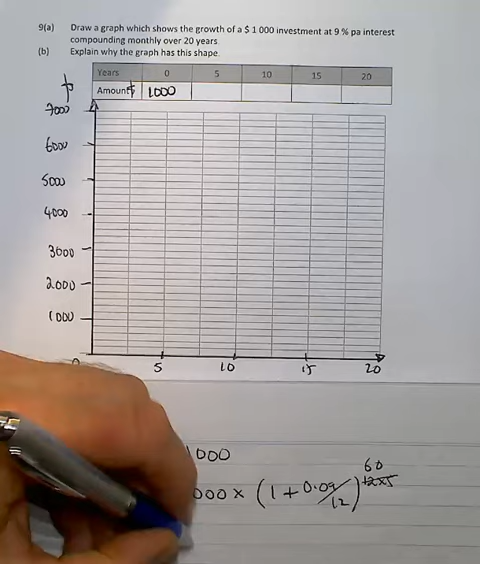 9(a) Draw a graph which shows the growth of a $ 1 000 investment at 9 % pa interest
compounding monthly over 20 years
(b) Explain why the graph has this shape.
Years 0 5 10 15 20
Amount$ 1000
$
7000
6000
5000
4000
3000
2000
1000
5 10 15 20
1000
60
000 × (1 + 0.09/12) 12×5